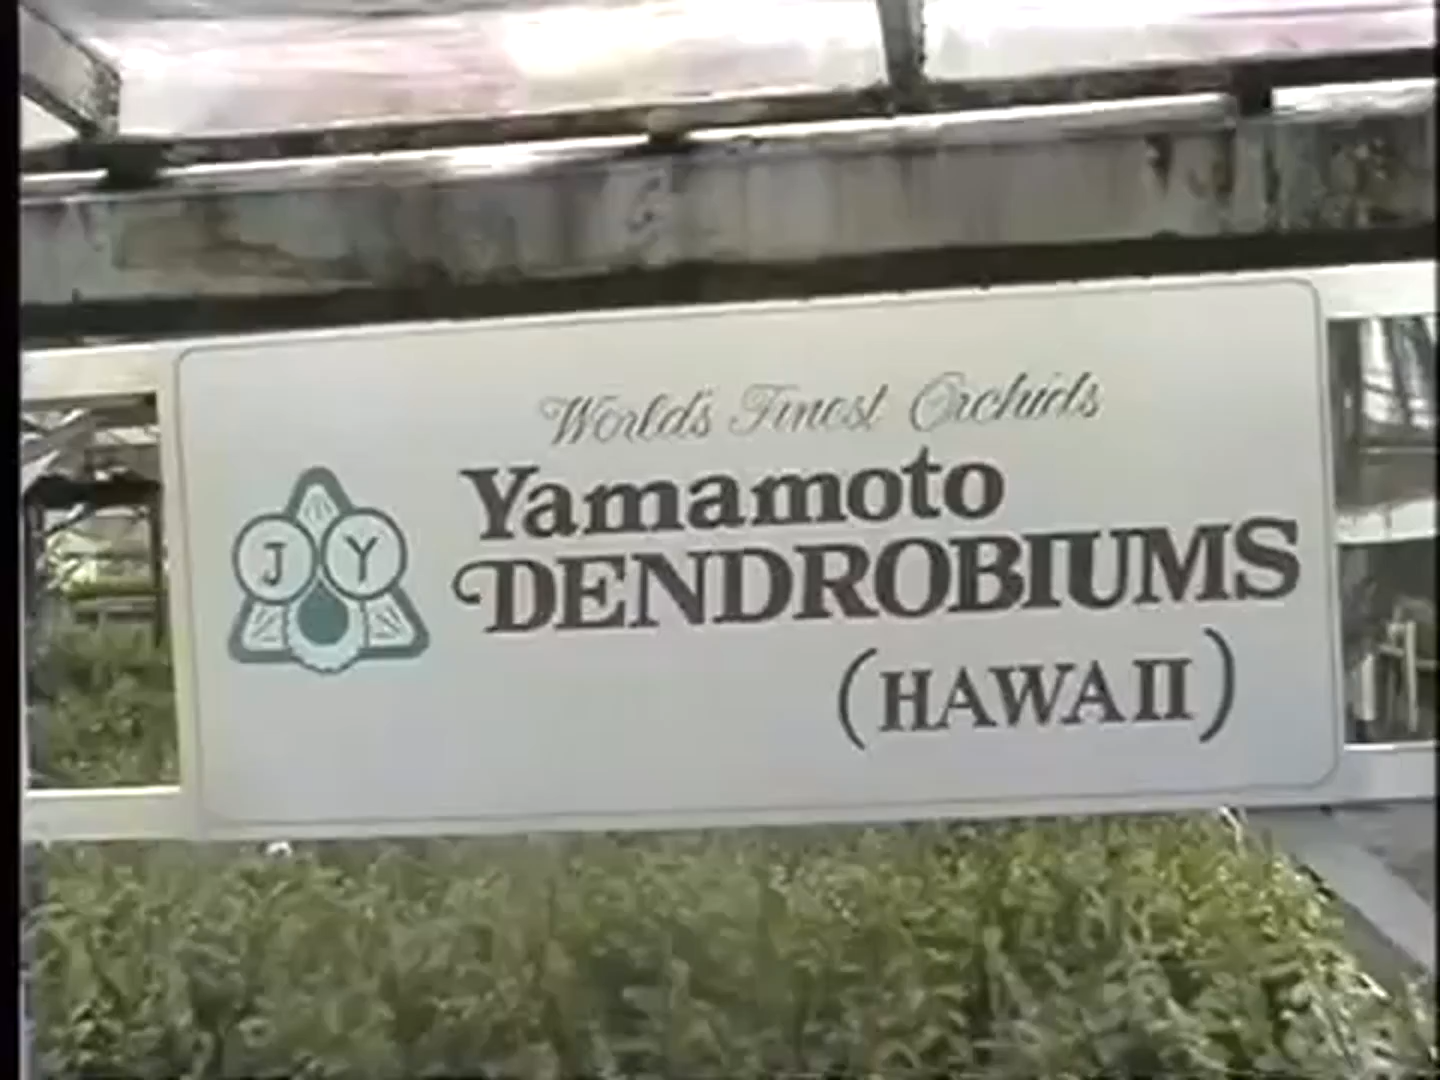 World's Finest Orchids
Yamamoto
DENDROBIUMS
(HAWAII)
J Y